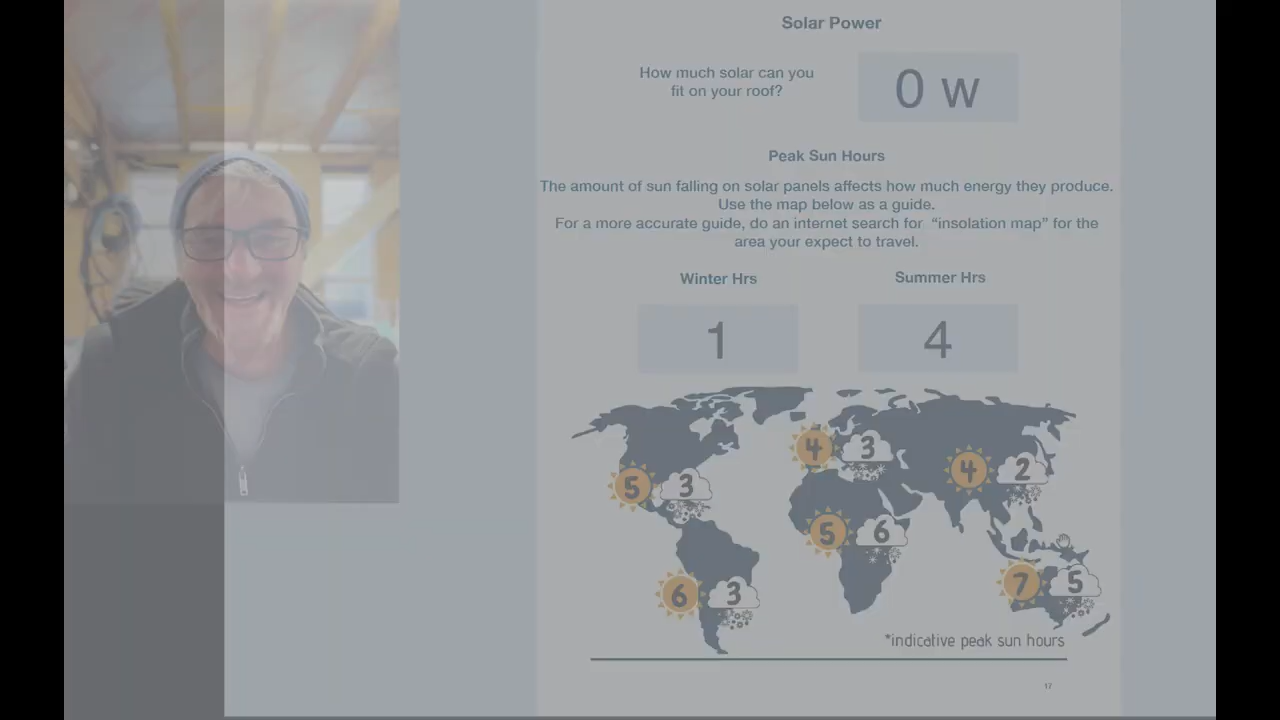 Solar Power
How much solar can you
fit on your roof?
0 w
Peak Sun Hours
The amount of sun falling on solar panels affects how much energy they produce.
Use the map below as a guide.
For a more accurate guide, do an internet search for “insolation map” for the
area your expect to travel.
Winter Hrs
Summer Hrs
1
4
4
3
5
3
4
2
5
6
6
3
7
5
*indicative peak sun hours
17